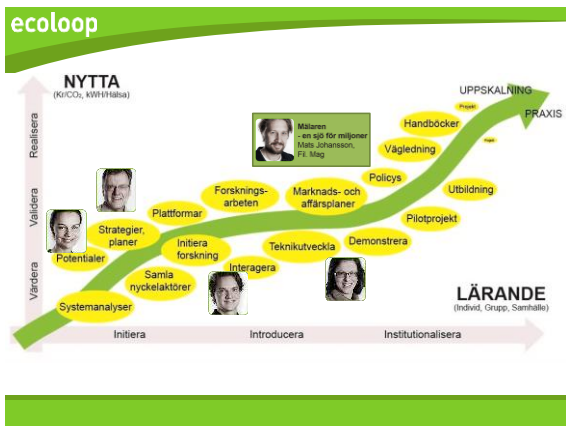 ecoloop
NYTTA
(Kr/CO₂, kWH/Hälsa)
UPPSKALNING
PRAXIS
Projekt
Handböcker
Mälaren
- en sjö för miljoner
Mats Johansson,
Fil. Mag
Vägledning
Policys
Utbildning
Forsknings-
arbeten
Marknads- och
affärsplaner
Plattformar
Pilotprojekt
Strategier,
planer
Initiera
forskning
Teknikutveckla
Demonstrera
Potentialer
Interagera
Samla
nyckelaktörer
Systemanalyser
Realisera
Validera
Värdera
LÄRANDE
(Individ, Grupp, Samhälle)
Initiera
Introducera
Institutionalisera